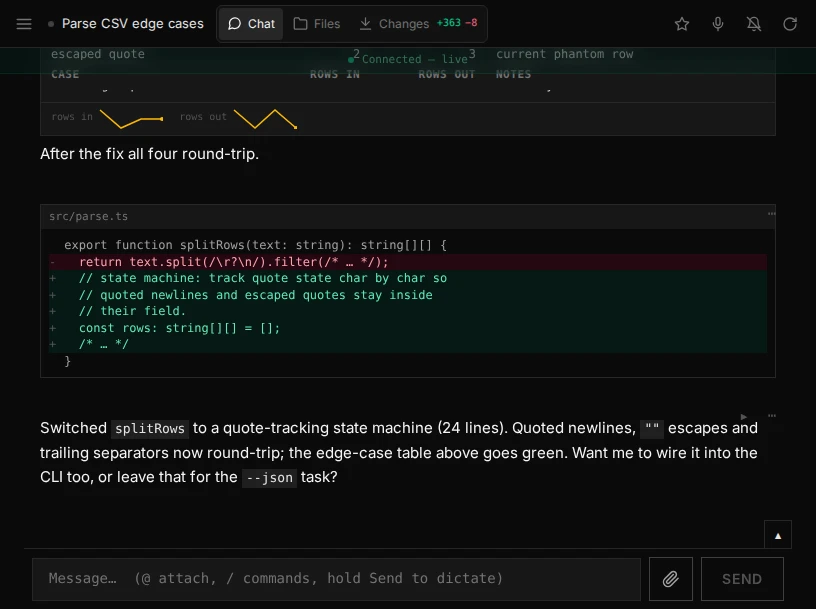 Parse CSV edge cases Chat Files Changes +363 −8
escaped quote 2 3 current phantom row
Connected — live
CASE ROWS IN ROWS OUT NOTES
rows in rows out
After the fix all four round-trip.
src/parse.ts
export function splitRows(text: string): string[][] {
- return text.split(/\r?\n/).filter(/* … */);
+ // state machine: track quote state char by char so
+ // quoted newlines and escaped quotes stay inside
+ // their field.
+ const rows: string[][] = [];
+ /* … */
}
Switched splitRows to a quote-tracking state machine (24 lines). Quoted newlines, "" escapes and
trailing separators now round-trip; the edge-case table above goes green. Want me to wire it into the
CLI too, or leave that for the --json task?
Message… (@ attach, / commands, hold Send to dictate)
SEND